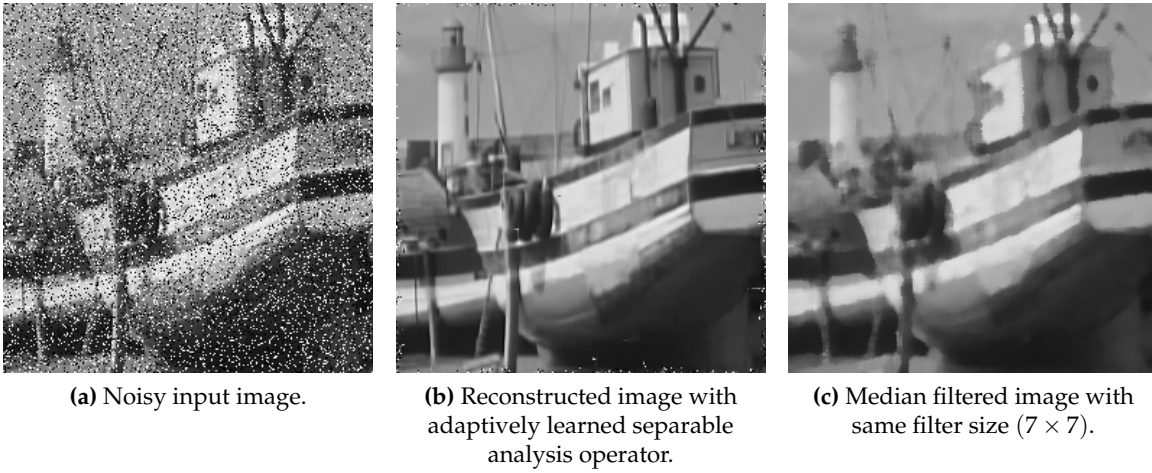 (a) Noisy input image.
(b) Reconstructed image with
adaptively learned separable
analysis operator.
(c) Median filtered image with
same filter size (7 × 7).